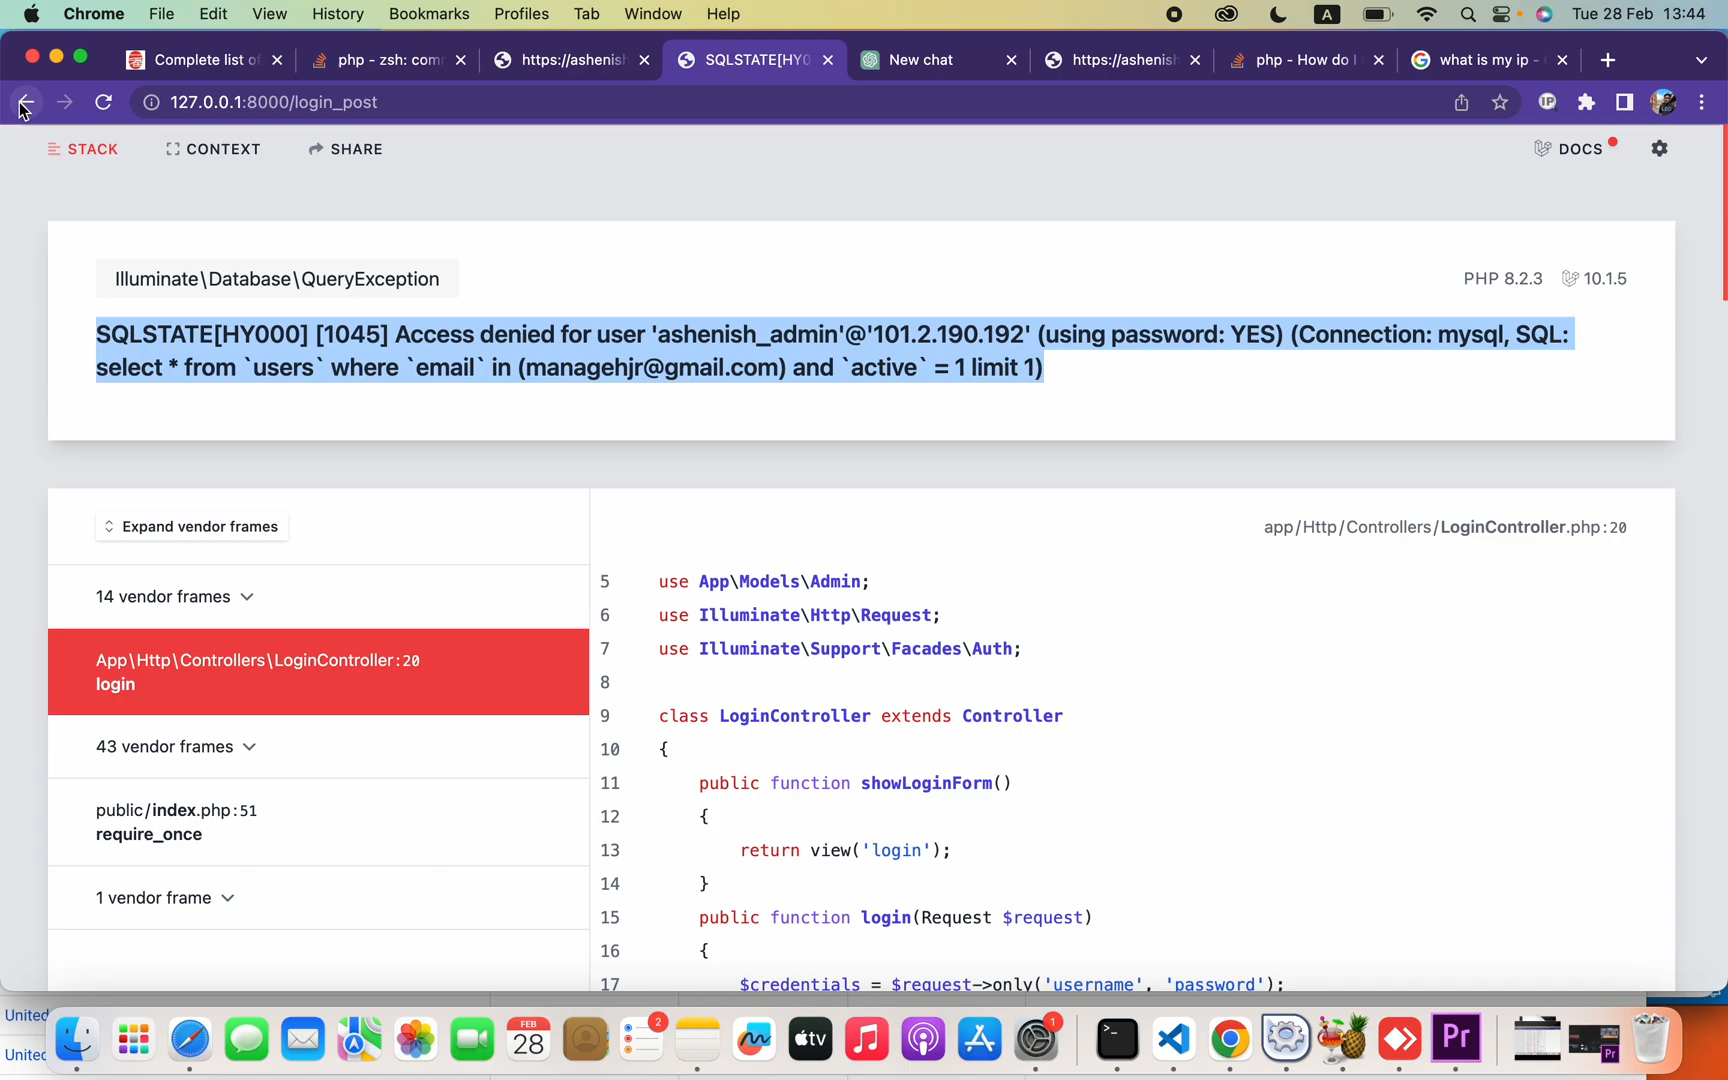 Chrome File Edit View History Bookmarks Profiles Tab Window Help A Tue 28 Feb 13:44
Complete list of php - zsh: com https://ashenish SQLSTATE[HY0 New chat https://ashenish php - How do I what is my ip -
127.0.0.1:8000/login_post IP
STACK CONTEXT SHARE DOCS
Illuminate\Database\QueryException PHP 8.2.3 10.1.5
SQLSTATE[HY000] [1045] Access denied for user 'ashenish_admin'@'101.2.190.192' (using password: YES) (Connection: mysql, SQL:
select * from `users` where `email` in (managehjr@gmail.com) and `active` = 1 limit 1)
Expand vendor frames
app/Http/Controllers/LoginController.php:20
14 vendor frames
App\Http\Controllers\LoginController:20
login
43 vendor frames
public/index.php:51
require_once
1 vendor frame
5 use App\Models\Admin;
6 use Illuminate\Http\Request;
7 use Illuminate\Support\Facades\Auth;
8
9 class LoginController extends Controller
10 {
11 public function showLoginForm()
12 {
13 return view('login');
14 }
15 public function login(Request $request)
16 {
17 $credentials = $request->only('username', 'password');
United
United
FEB
28
2
tv
1
>_
Pr
Pr